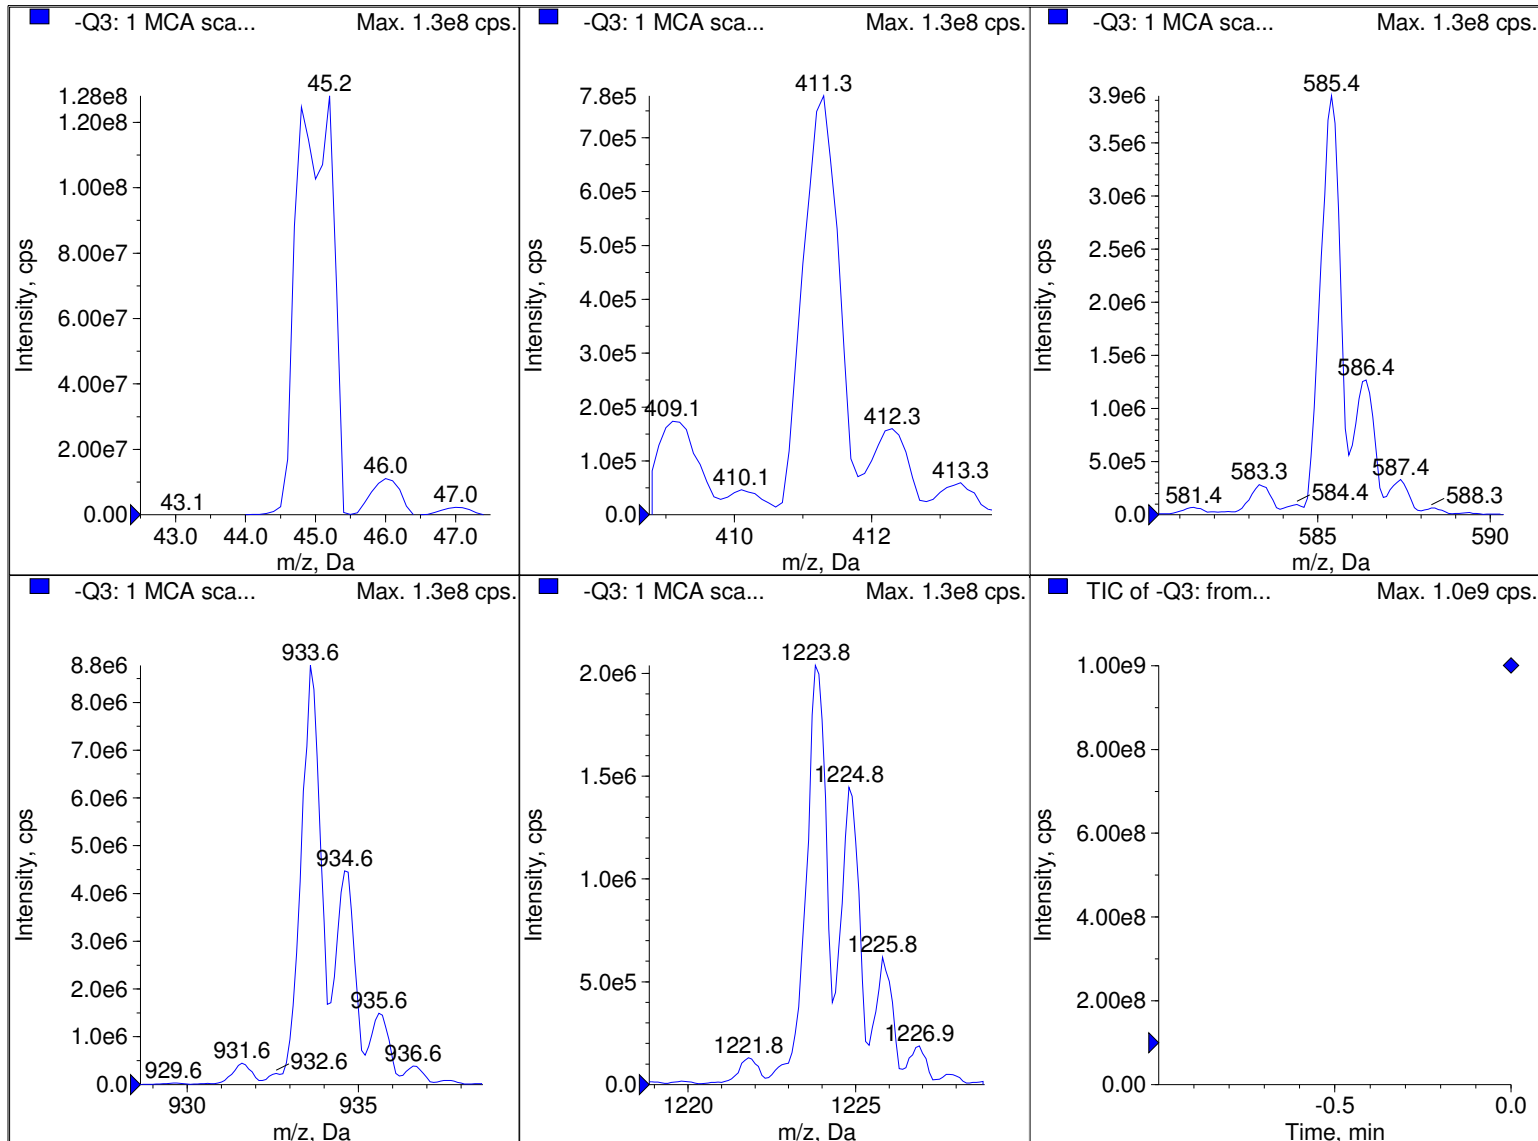 -Q3: 1 MCA sca... Max. 1.3e8 cps.
45.2
1.28e8
1.20e8
1.00e8
8.00e7
6.00e7
4.00e7
2.00e7
0.00
43.1
46.0
47.0
43.0 44.0 45.0 46.0 47.0
m/z, Da
Intensity, cps
-Q3: 1 MCA sca... Max. 1.3e8 cps.
411.3
7.8e5
7.0e5
6.0e5
5.0e5
4.0e5
3.0e5
2.0e5
1.0e5
0.0
409.1
410.1
412.3
413.3
410 412
m/z, Da
Intensity, cps
-Q3: 1 MCA sca... Max. 1.3e8 cps.
585.4
3.9e6
3.5e6
3.0e6
2.5e6
2.0e6
1.5e6
1.0e6
5.0e5
0.0
586.4
581.4
583.3
584.4
587.4
588.3
585 590
m/z, Da
Intensity, cps
-Q3: 1 MCA sca... Max. 1.3e8 cps.
933.6
8.8e6
8.0e6
7.0e6
6.0e6
5.0e6
4.0e6
3.0e6
2.0e6
1.0e6
0.0
934.6
935.6
929.6
931.6
932.6
936.6
930 935
m/z, Da
Intensity, cps
-Q3: 1 MCA sca... Max. 1.3e8 cps.
1223.8
2.0e6
1.5e6
1.0e6
5.0e5
0.0
1224.8
1225.8
1221.8
1226.9
1220 1225
m/z, Da
Intensity, cps
TIC of -Q3: from... Max. 1.0e9 cps.
1.00e9
8.00e8
6.00e8
4.00e8
2.00e8
0.00
-0.5 0.0
Time, min
Intensity, cps